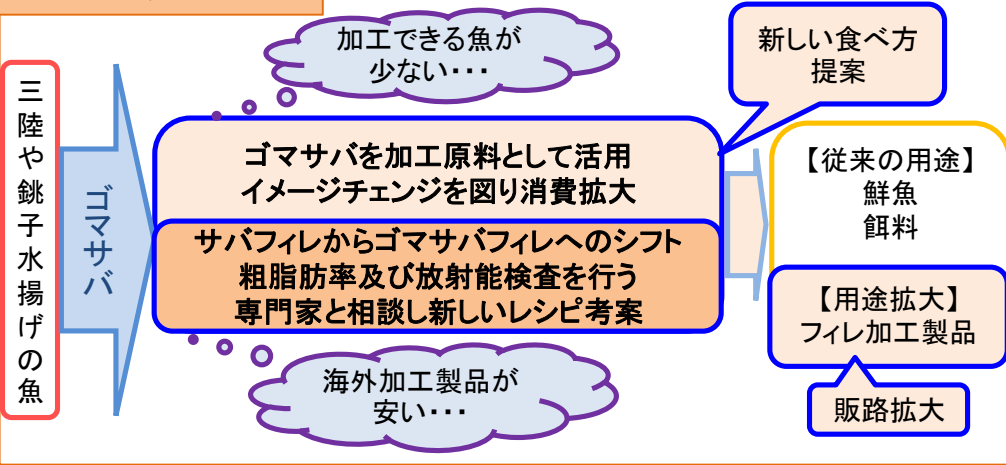 三陸や銚子水揚げの魚
ゴマサバ
加工できる魚が
少ない・・・
ゴマサバを加工原料として活用
イメージチェンジを図り消費拡大
サバフィレからゴマサバフィレへのシフト
粗脂肪率及び放射能検査を行う
専門家と相談し新しいレシピ考案
海外加工製品が
安い・・・
新しい食べ方
提案
【従来の用途】
鮮魚
餌料
【用途拡大】
フィレ加工製品
販路拡大